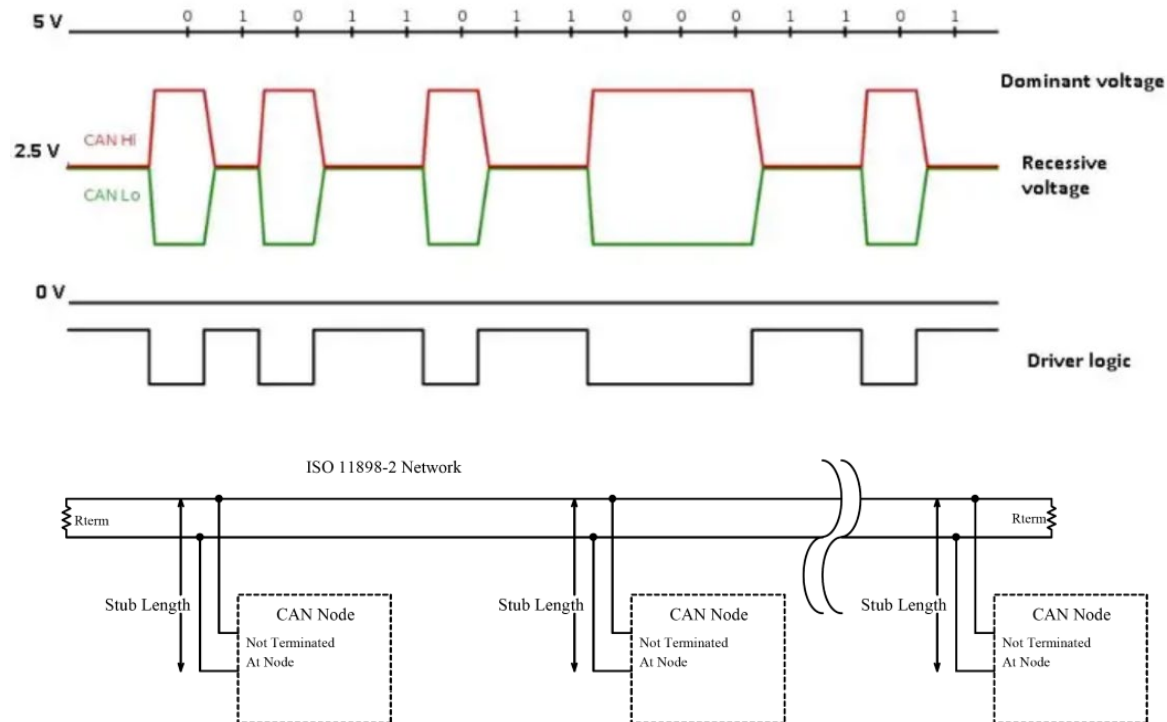 0 1 0 1 1 0 1 1 0 0 0 1 1 0 1
5 V
Dominant voltage
CAN Hi
2.5 V
Recessive
voltage
CAN Lo
0 V
Driver logic
ISO 11898-2 Network
Rterm
Rterm
Stub Length
CAN Node
Not Terminated
At Node
Stub Length
CAN Node
Not Terminated
At Node
Stub Length
CAN Node
Not Terminated
At Node